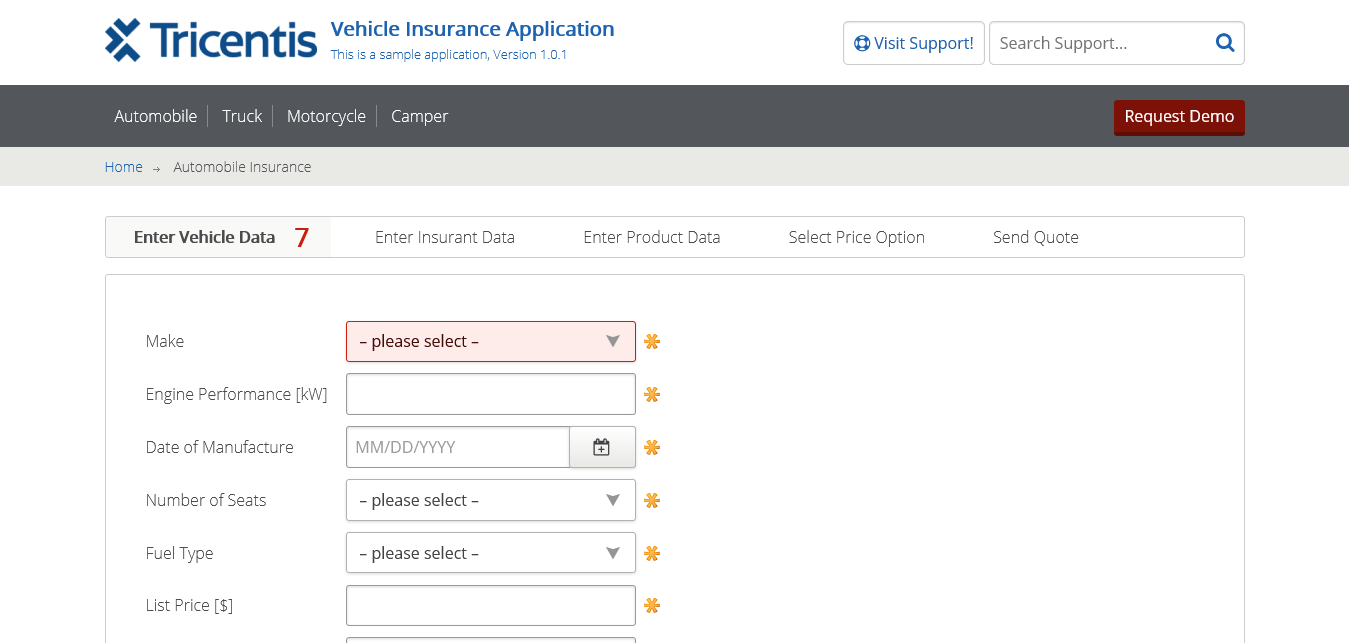 Tricentis
Vehicle Insurance Application
This is a sample application, Version 1.0.1
Visit Support!
Search Support...
Automobile
Truck
Motorcycle
Camper
Request Demo
Home → Automobile Insurance
Enter Vehicle Data 7
Enter Insurant Data
Enter Product Data
Select Price Option
Send Quote
Make
– please select –
Engine Performance [kW]
Date of Manufacture
MM/DD/YYYY
Number of Seats
– please select –
Fuel Type
– please select –
List Price [$]